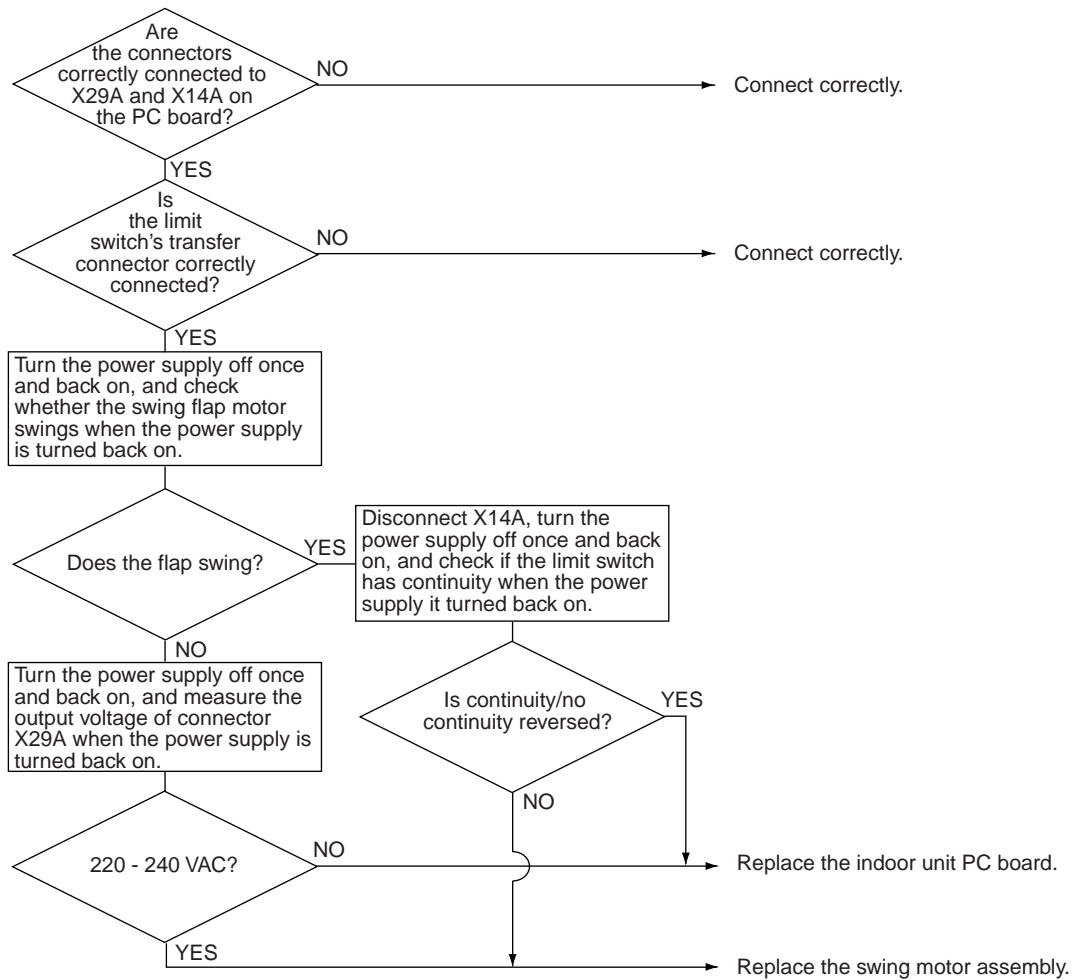 Are
the connectors
correctly connected to
X29A and X14A on
the PC board?
NO
Connect correctly.
YES
Is
the limit
switch's transfer
connector correctly
connected?
NO
Connect correctly.
YES
Turn the power supply off once
and back on, and check
whether the swing flap motor
swings when the power supply
is turned back on.
Does the flap swing?
YES
Disconnect X14A, turn the
power supply off once and back
on, and check if the limit switch
has continuity when the power
supply it turned back on.
NO
Turn the power supply off once
and back on, and measure the
output voltage of connector
X29A when the power supply is
turned back on.
Is continuity/no
continuity reversed?
YES
NO
220 - 240 VAC?
NO
Replace the indoor unit PC board.
YES
Replace the swing motor assembly.